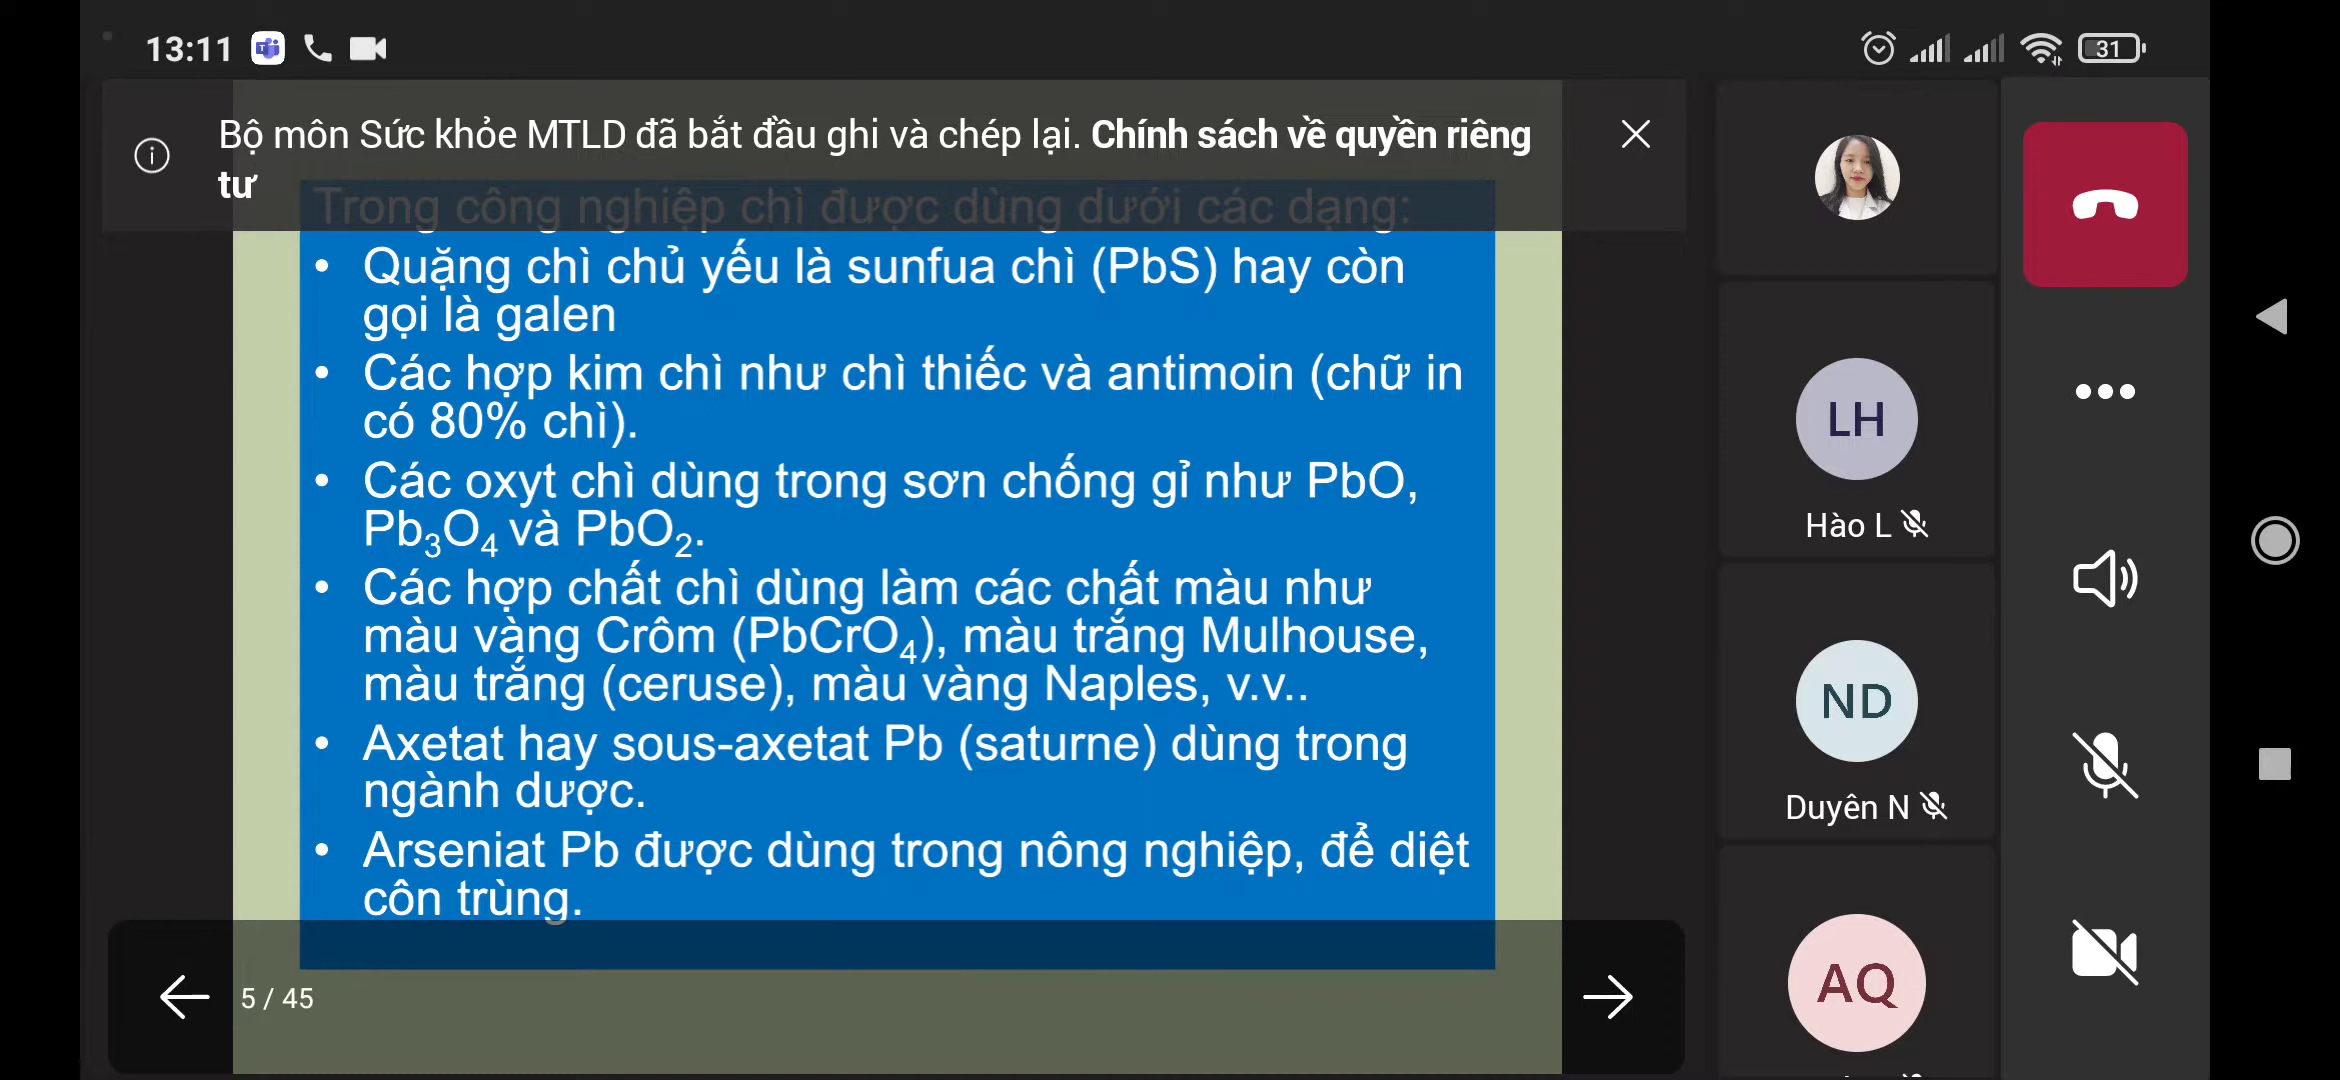 13:11
31
Bộ môn Sức khỏe MTLD đã bắt đầu ghi và chép lại. Chính sách về quyền riêng
tư
Trong công nghiệp chì được dùng dưới các dạng:
• Quặng chì chủ yếu là sunfua chì (PbS) hay còn
gọi là galen
• Các hợp kim chì như chì thiếc và antimoin (chữ in
có 80% chì).
• Các oxyt chì dùng trong sơn chống gỉ như PbO,
Pb₃O₄ và PbO₂.
• Các hợp chất chì dùng làm các chất màu như
màu vàng Crôm (PbCrO₄), màu trắng Mulhouse,
màu trắng (ceruse), màu vàng Naples, v.v..
• Axetat hay sous-axetat Pb (saturne) dùng trong
ngành dược.
• Arseniat Pb được dùng trong nông nghiệp, để diệt
côn trùng.
5 / 45
LH
Hào L
ND
Duyên N
AQ